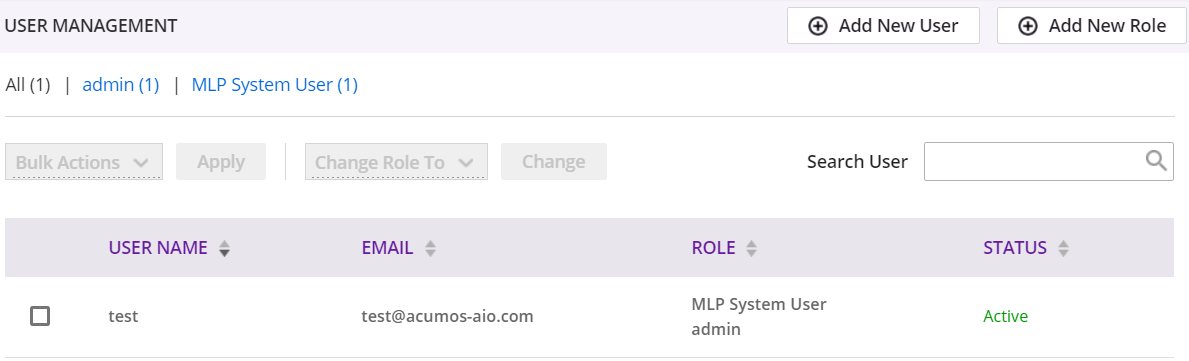 USER MANAGEMENT Add New User Add New Role
All (1) | admin (1) | MLP System User (1)
Bulk Actions Apply Change Role To Change Search User
USER NAME EMAIL ROLE STATUS
test test@acumos-aio.com MLP System User admin Active